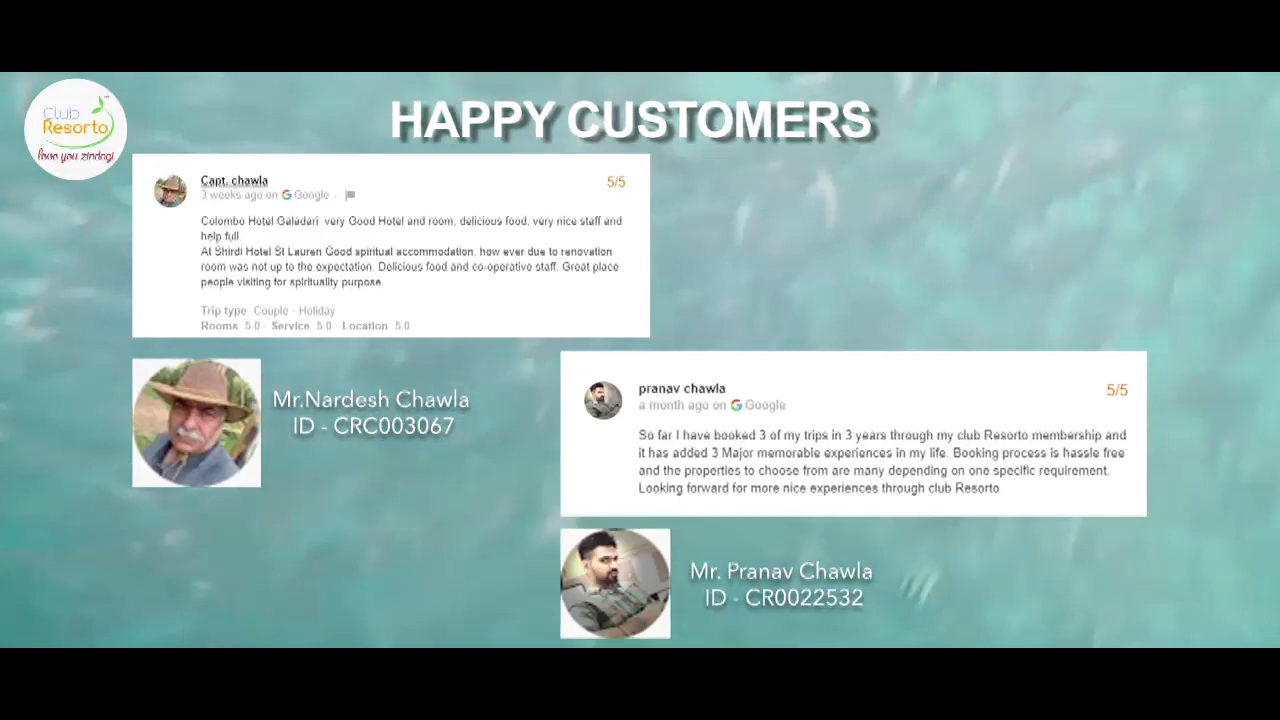 Club
Resorto
HAPPY CUSTOMERS
Capt. chawla
5/5
3 weeks ago on Google
Colombo Hotel Galadari very Good Hotel and room, delicious food, very nice staff and
help full
At Shirdi Hotel St Lauren Good spiritual accommodation, how ever due to renovation
room was not up to the expectation. Delicious food and co-operative staff. Great place
people visiting for spirituality purpose
Trip type Couple · Holiday
Rooms 5.0 · Service 5.0 · Location 5.0
Mr.Nardesh Chawla
ID - CRC003067
pranav chawla
5/5
a month ago on Google
So far I have booked 3 of my trips in 3 years through my club Resorto membership and
it has added 3 Major memorable experiences in my life. Booking process is hassle free
and the properties to choose from are many depending on one specific requirement.
Looking forward for more nice experiences through club Resorto
Mr. Pranav Chawla
ID - CR0022532